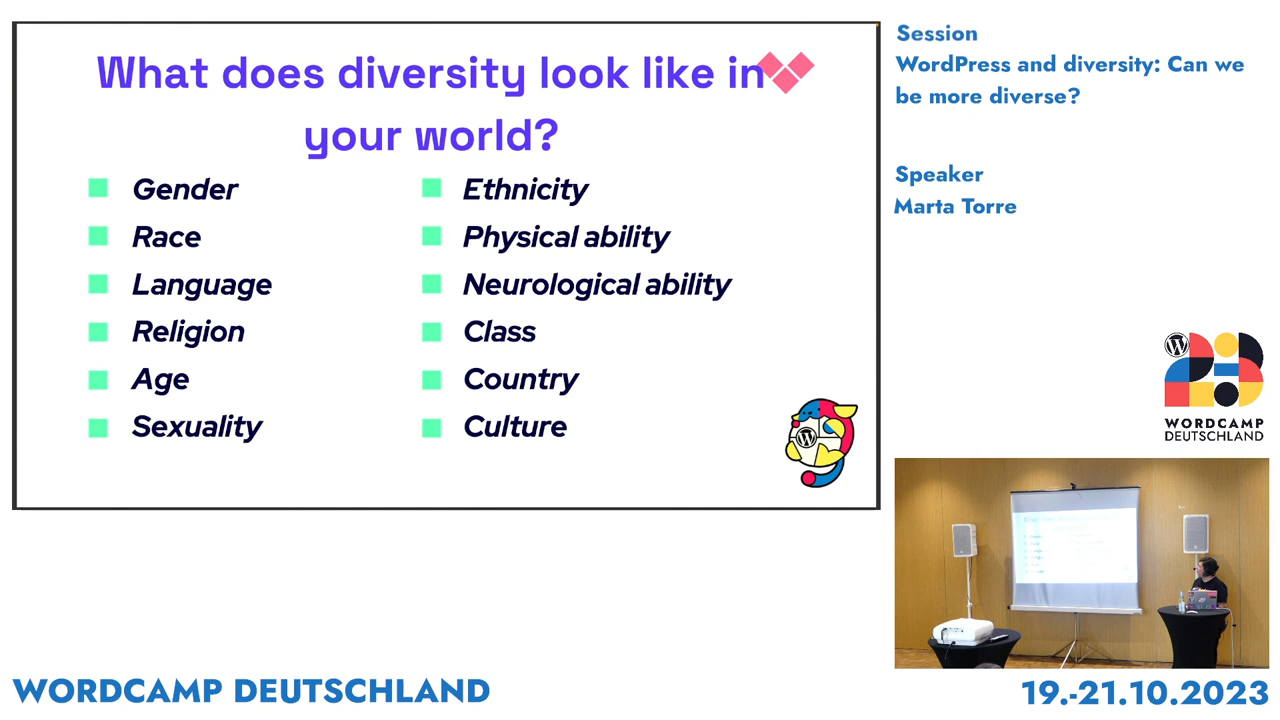 What does diversity look like in
your world?
Gender
Race
Language
Religion
Age
Sexuality
Ethnicity
Physical ability
Neurological ability
Class
Country
Culture
Session
WordPress and diversity: Can we
be more diverse?
Speaker
Marta Torre
WORDCAMP
DEUTSCHLAND
WORDCAMP DEUTSCHLAND
19.-21.10.2023